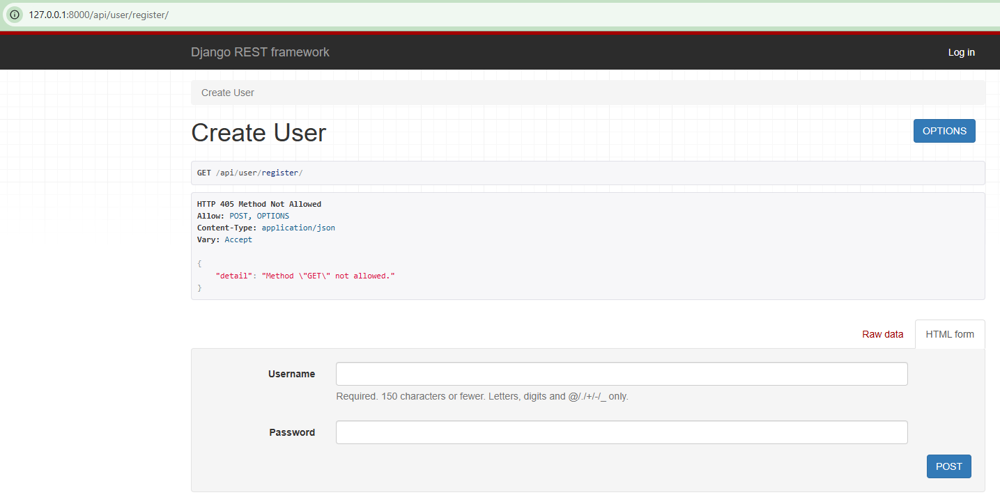 127.0.0.1:8000/api/user/register/
Django REST framework
Log in
Create User
Create User
OPTIONS
GET /api/user/register/
HTTP 405 Method Not Allowed
Allow: POST, OPTIONS
Content-Type: application/json
Vary: Accept
{
    "detail": "Method \"GET\" not allowed."
}
Raw data
HTML form
Username
Required. 150 characters or fewer. Letters, digits and @/./+/-/_ only.
Password
POST